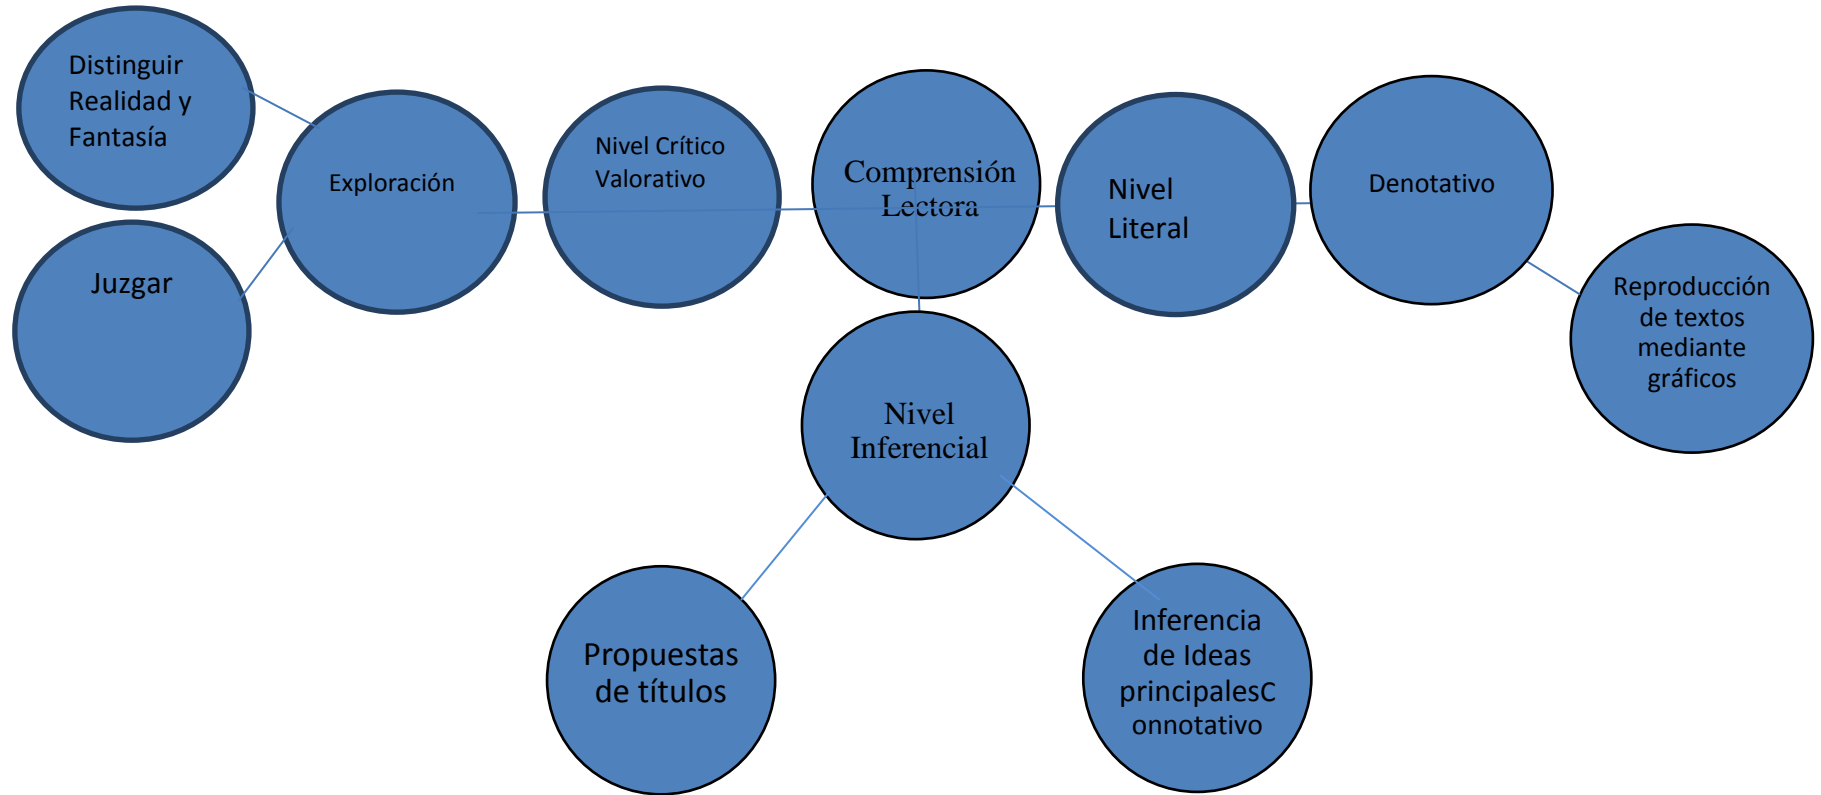 Distinguir
Realidad y
Fantasía
Juzgar
Exploración
Nivel Crítico
Valorativo
Comprensión
Lectora
Nivel
Literal
Denotativo
Reproducción
de textos
mediante
gráficos
Nivel
Inferencial
Propuestas
de títulos
Inferencia
de Ideas
principalesC
onnotativo